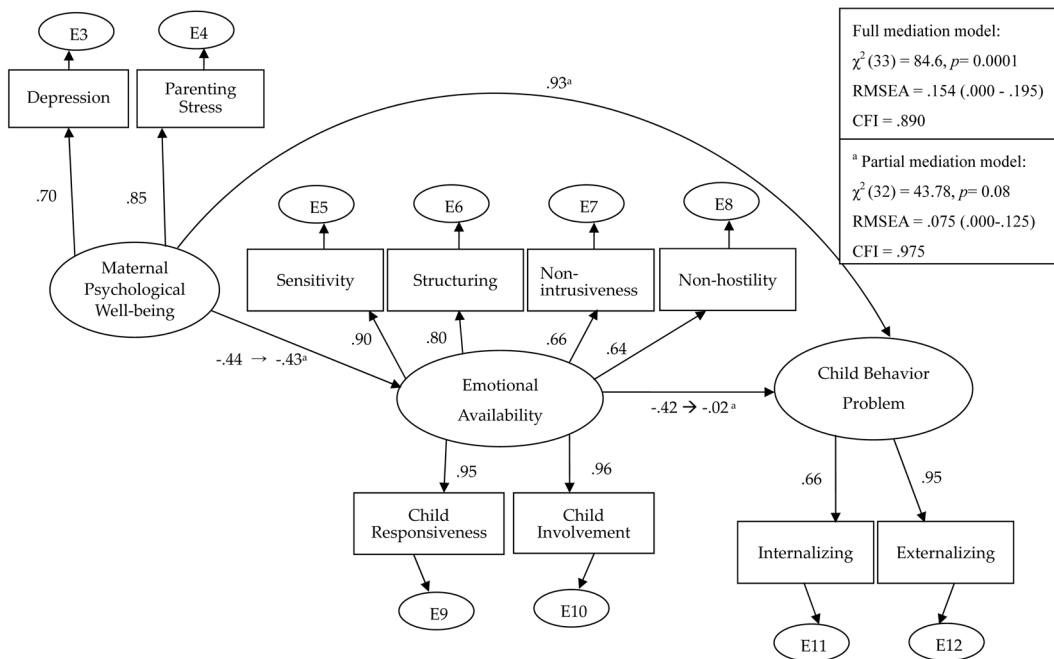 E3
E4
Depression
Parenting
Stress
.70
.85
Maternal
Psychological
Well-being
.93ᵃ
Full mediation model:
χ²(33) = 84.6, p= 0.0001
RMSEA = .154 (.000 - .195)
CFI = .890
ᵃ Partial mediation model:
χ²(32) = 43.78, p= 0.08
RMSEA = .075 (.000-.125)
CFI = .975
E5
E6
E7
E8
Sensitivity
Structuring
Non-
intrusiveness
Non-hostility
-.44 → -.43ᵃ
.90
.80
.66
.64
Emotional
Availability
-.42 → -.02 ᵃ
Child Behavior
Problem
.95
.96
Child
Responsiveness
Child
Involvement
E9
E10
.66
.95
Internalizing
Externalizing
E11
E12